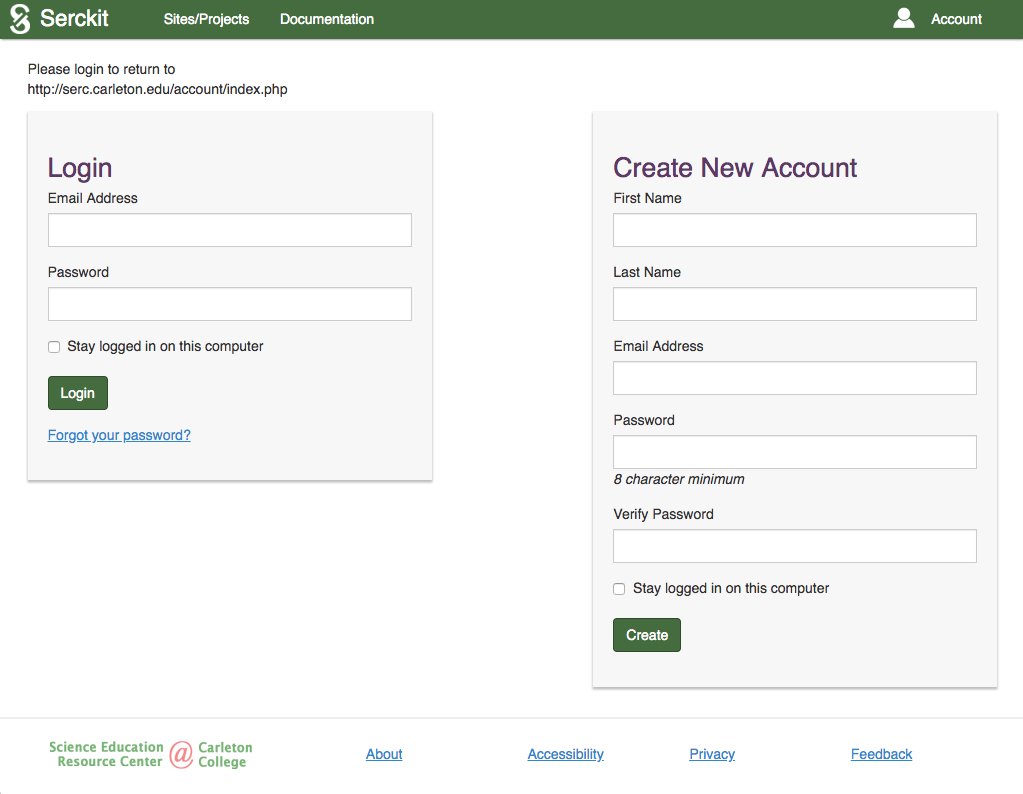 Serckit Sites/Projects Documentation Account
Please login to return to
http://serc.carleton.edu/account/index.php
Login
Email Address
Password
Stay logged in on this computer
Login
Forgot your password?
Create New Account
First Name
Last Name
Email Address
Password
8 character minimum
Verify Password
Stay logged in on this computer
Create
Science Education
Resource Center
@
Carleton
College
About Accessibility Privacy Feedback